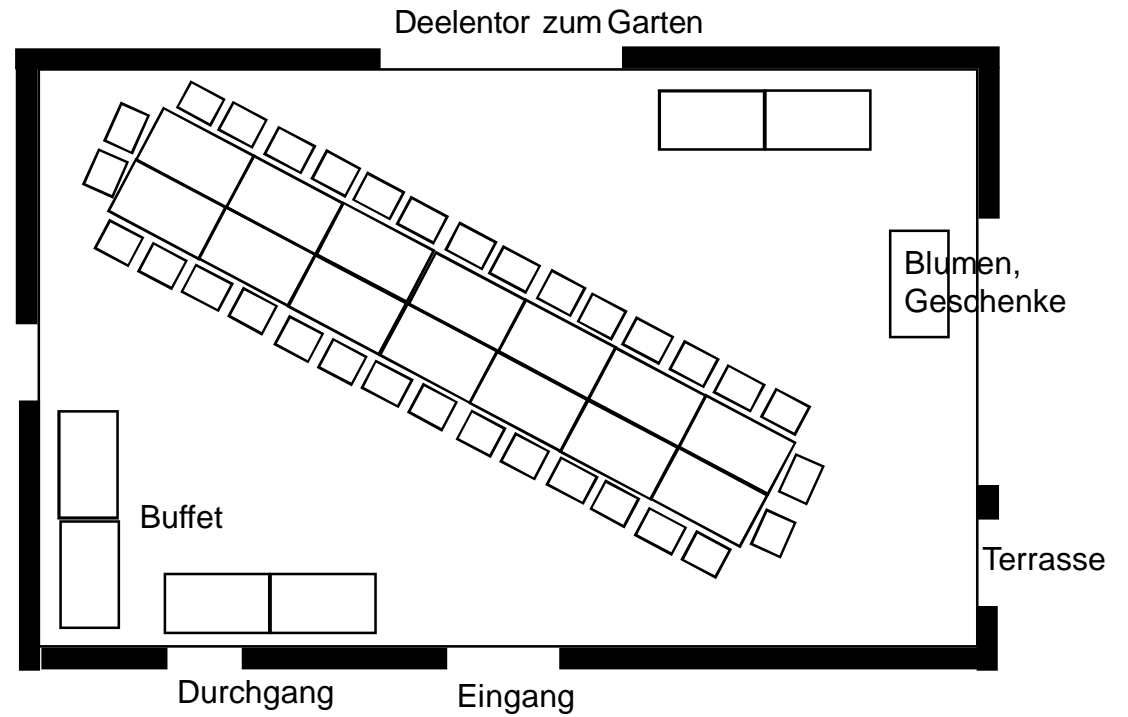 Deelentor zum Garten
Blumen,
Geschenke
Buffet
Terrasse
Durchgang
Eingang